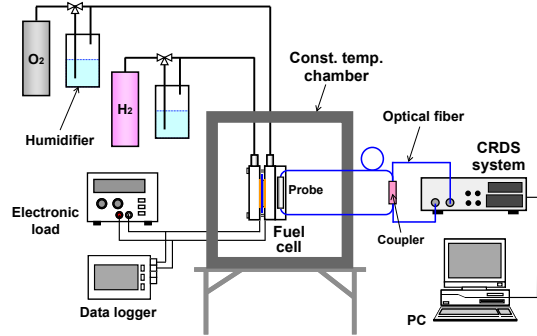 O2
Humidifier
H2
Const. temp.
chamber
Optical fiber
CRDS
system
Probe
Electronic
load
Fuel
cell
Coupler
Data logger
PC